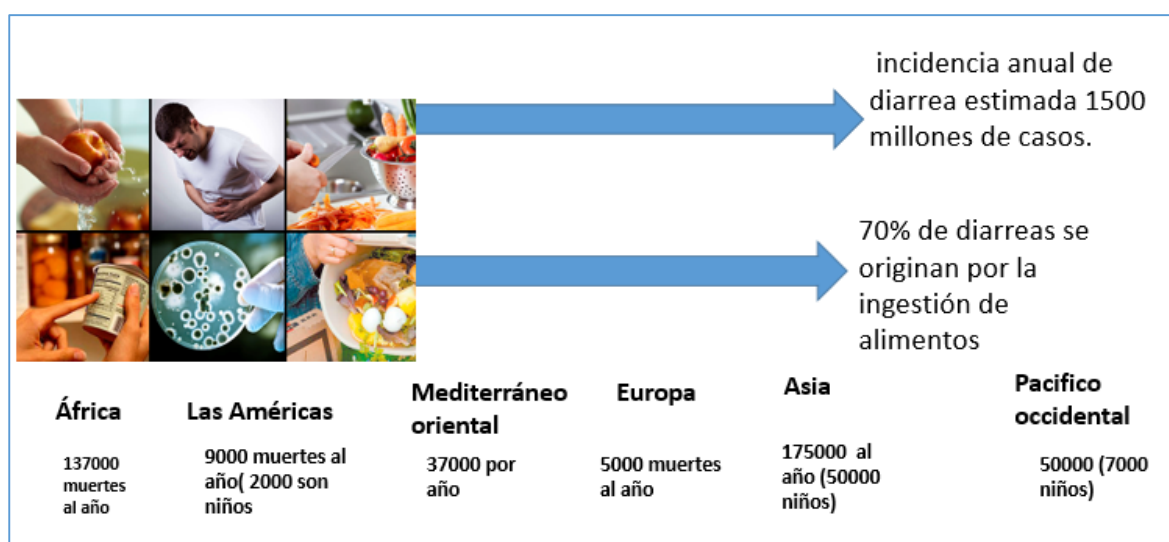 incidencia anual de
diarrea estimada 1500
millones de casos.
70% de diarreas se
originan por la
ingestión de
alimentos
África
137000
muertes
al año
Las Américas
9000 muertes al
año( 2000 son
niños
Mediterráneo
oriental
37000 por
año
Europa
5000 muertes
al año
Asia
175000 al
año (50000
niños)
Pacifico
occidental
50000 (7000
niños)